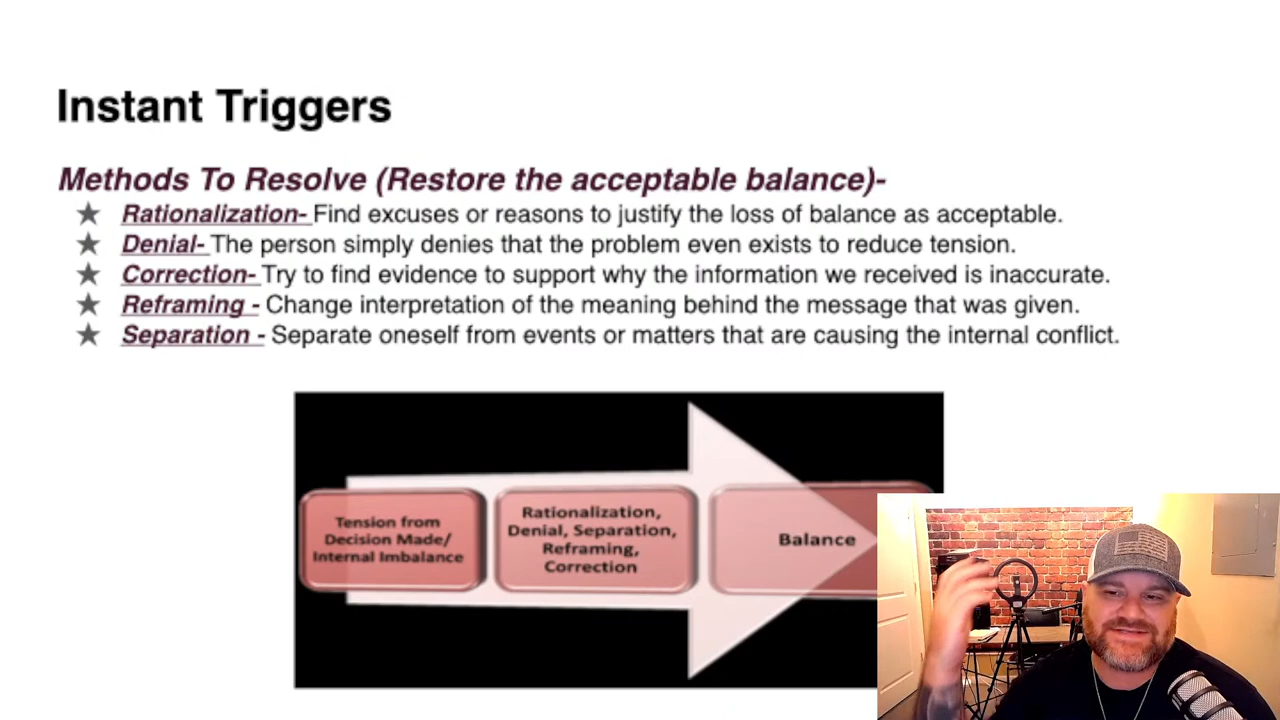 Instant Triggers
Methods To Resolve (Restore the acceptable balance)-
Rationalization- Find excuses or reasons to justify the loss of balance as acceptable.
Denial- The person simply denies that the problem even exists to reduce tension.
Correction- Try to find evidence to support why the information we received is inaccurate.
Reframing - Change interpretation of the meaning behind the message that was given.
Separation - Separate oneself from events or matters that are causing the internal conflict.
Tension from
Decision Made/
Internal Imbalance
Rationalization,
Denial, Separation,
Reframing,
Correction
Balance